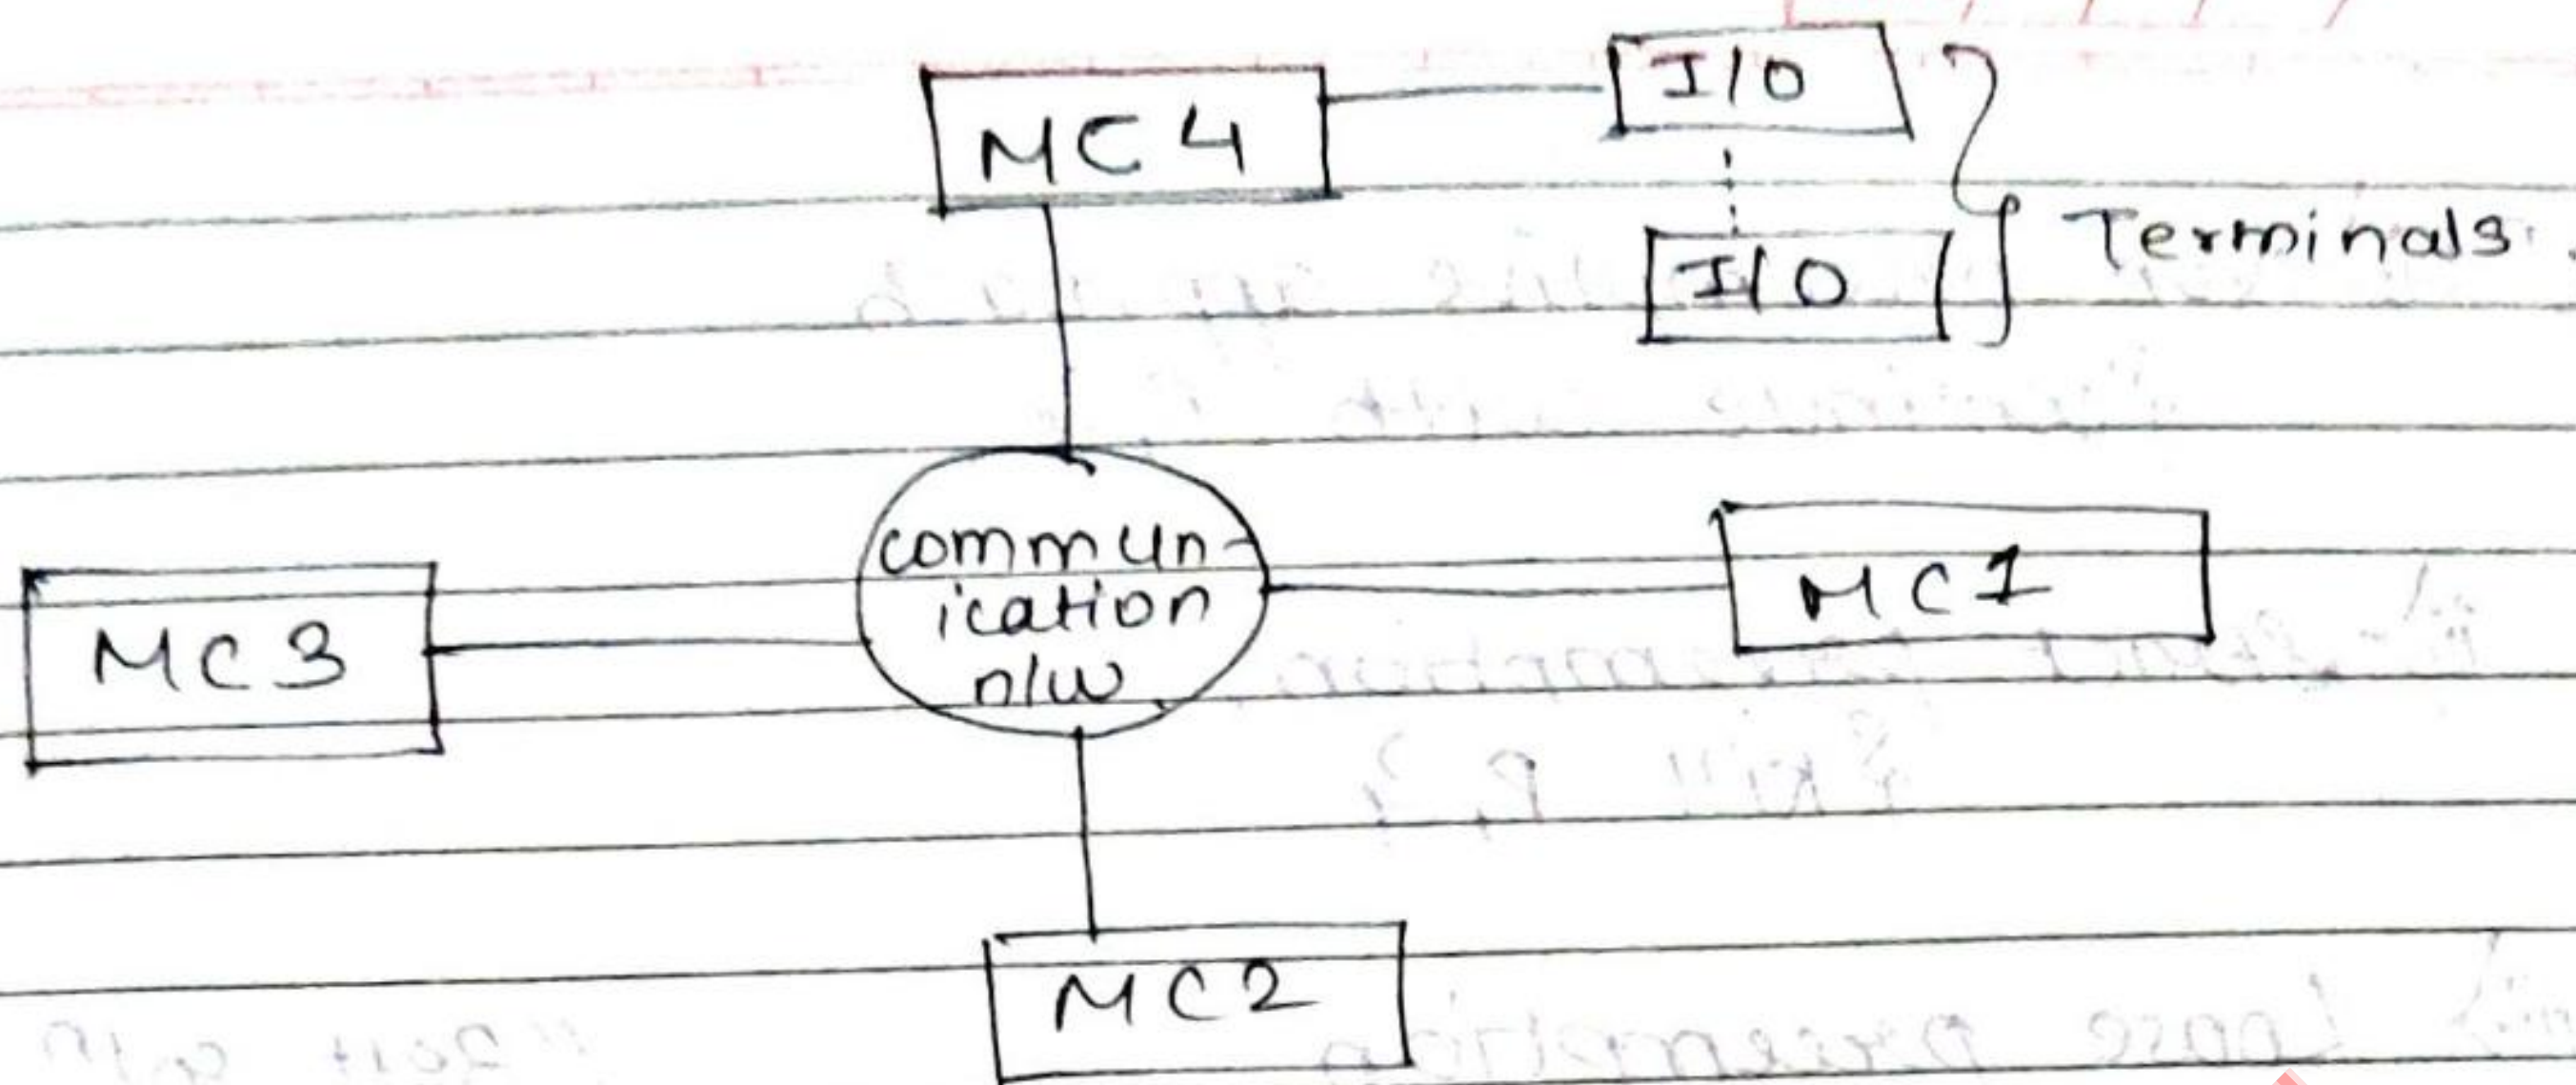 MC4
I/O
I/O
Terminals.
commun-
ication
n/w
MC1
MC3
MC2